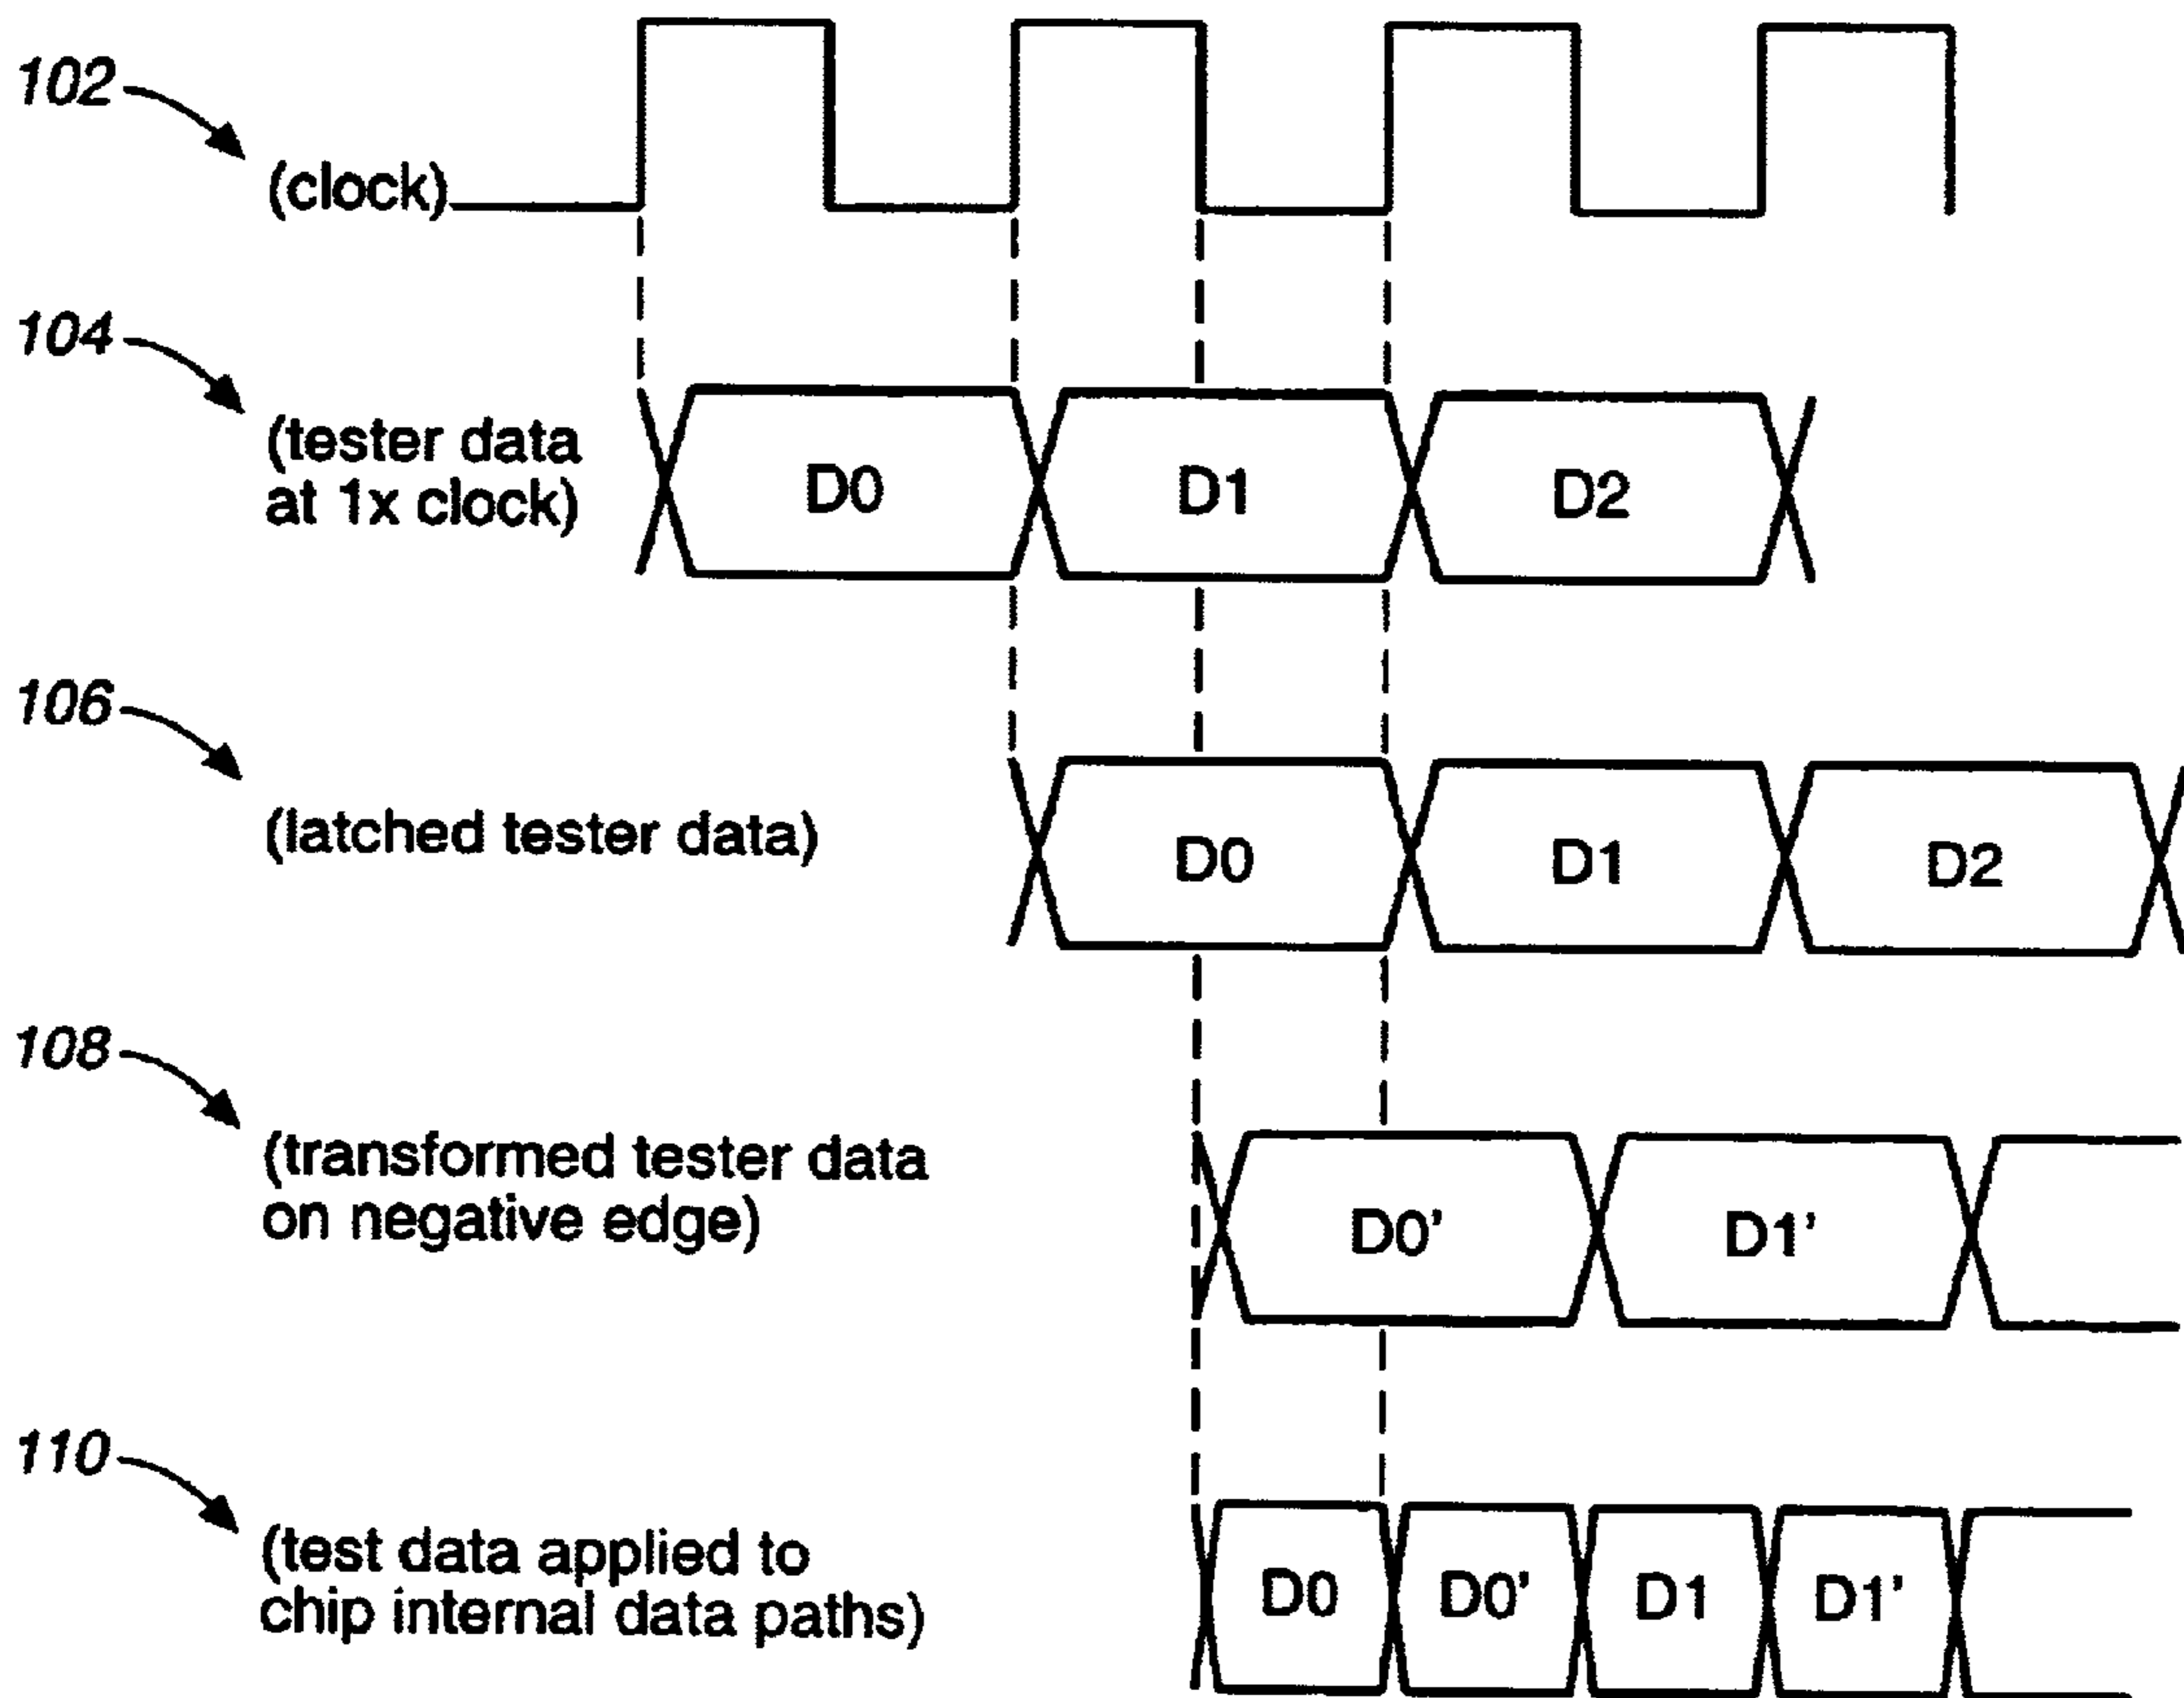 102
(clock)
104
(tester data
at 1x clock)
D0 D1 D2
106
(latched tester data)
D0 D1 D2
108
(transformed tester data
on negative edge)
D0' D1'
110
(test data applied to
chip internal data paths)
D0 D0' D1 D1'